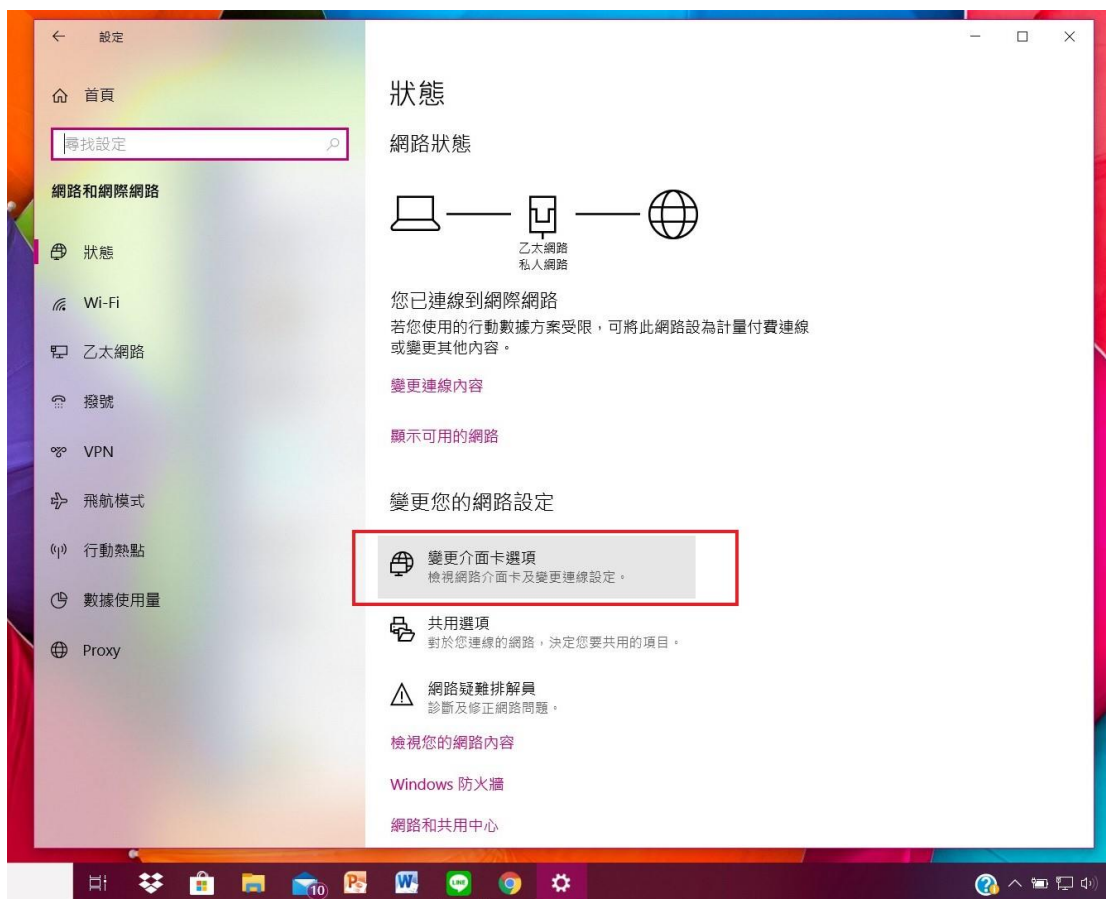 設定
首頁
尋找設定
網路和網際網路
狀態
Wi-Fi
乙太網路
撥號
VPN
飛航模式
行動熱點
數據使用量
Proxy
狀態
網路狀態
乙太網路
私人網路
您已連線到網際網路
若您使用的行動數據方案受限，可將此網路設為計量付費連線
或變更其他內容。
變更連線內容
顯示可用的網路
變更您的網路設定
變更介面卡選項
檢視網路介面卡及變更連線設定。
共用選項
對於您連線的網路，決定您要共用的項目。
網路疑難排解員
診斷及修正網路問題。
檢視您的網路內容
Windows 防火牆
網路和共用中心
10
LINE